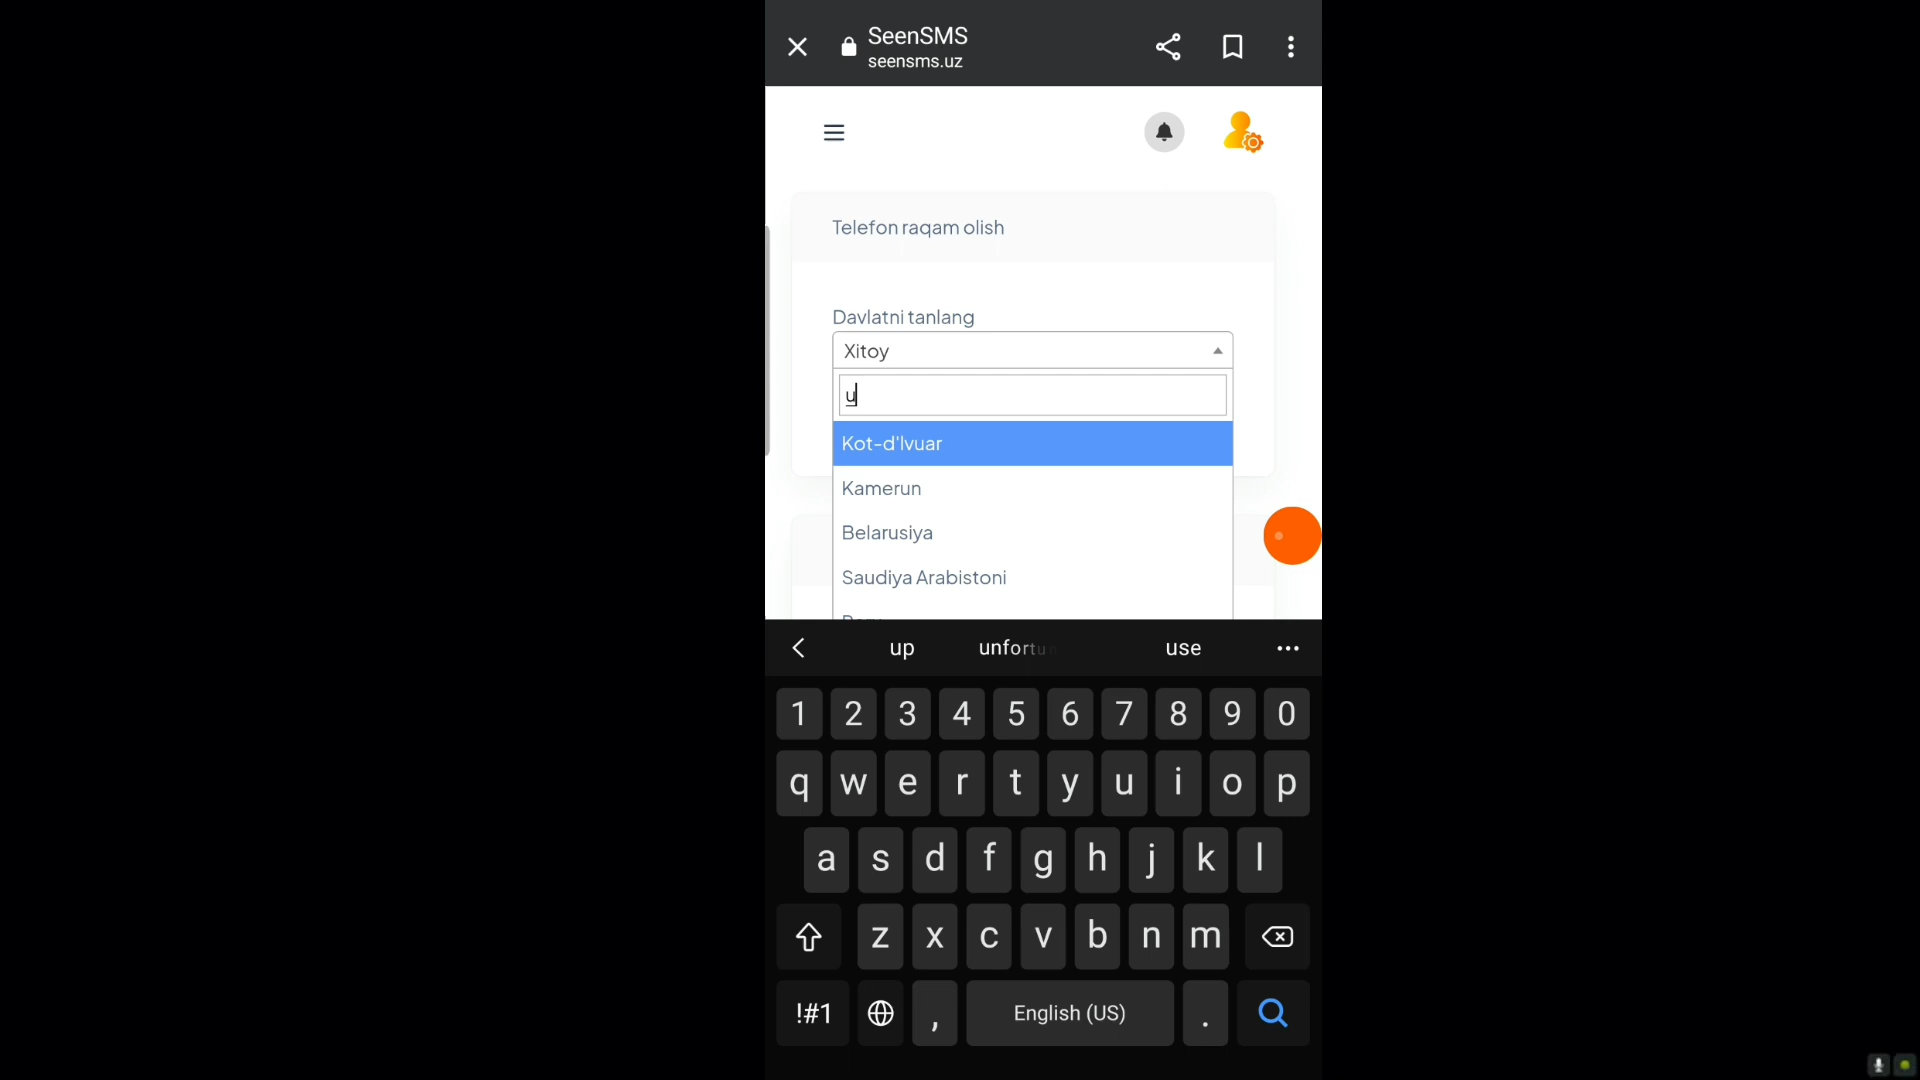 SeenSMS
seensms.uz
Telefon raqam olish
Davlatni tanlang
Xitoy
u
Kot-d'Ivuar
Kamerun
Belarusiya
Saudiya Arabistoni
up unfortun use
1 2 3 4 5 6 7 8 9 0
q w e r t y u i o p
a s d f g h j k l
z x c v b n m
!#1 , English (US) .